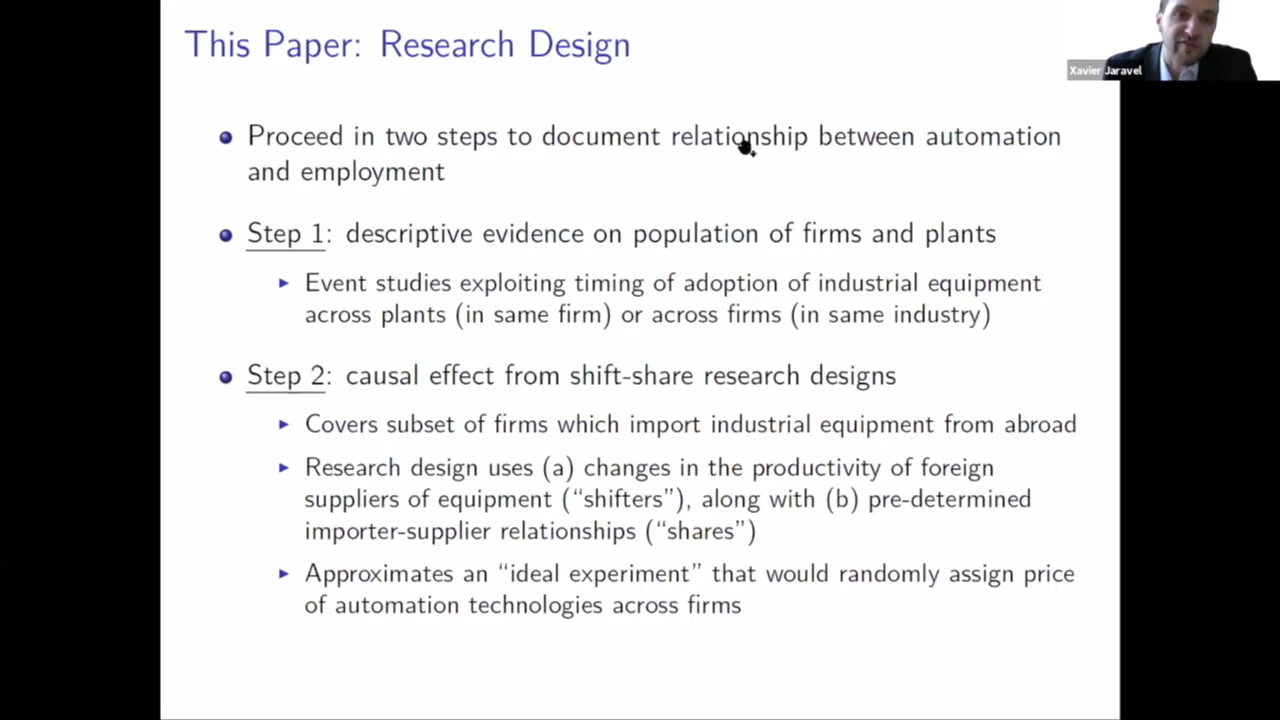 This Paper: Research Design
Xavier Jaravel
Proceed in two steps to document relationship between automation
and employment
Step 1: descriptive evidence on population of firms and plants
Event studies exploiting timing of adoption of industrial equipment
across plants (in same firm) or across firms (in same industry)
Step 2: causal effect from shift-share research designs
Covers subset of firms which import industrial equipment from abroad
Research design uses (a) changes in the productivity of foreign
suppliers of equipment (“shifters”), along with (b) pre-determined
importer-supplier relationships (“shares”)
Approximates an “ideal experiment” that would randomly assign price
of automation technologies across firms